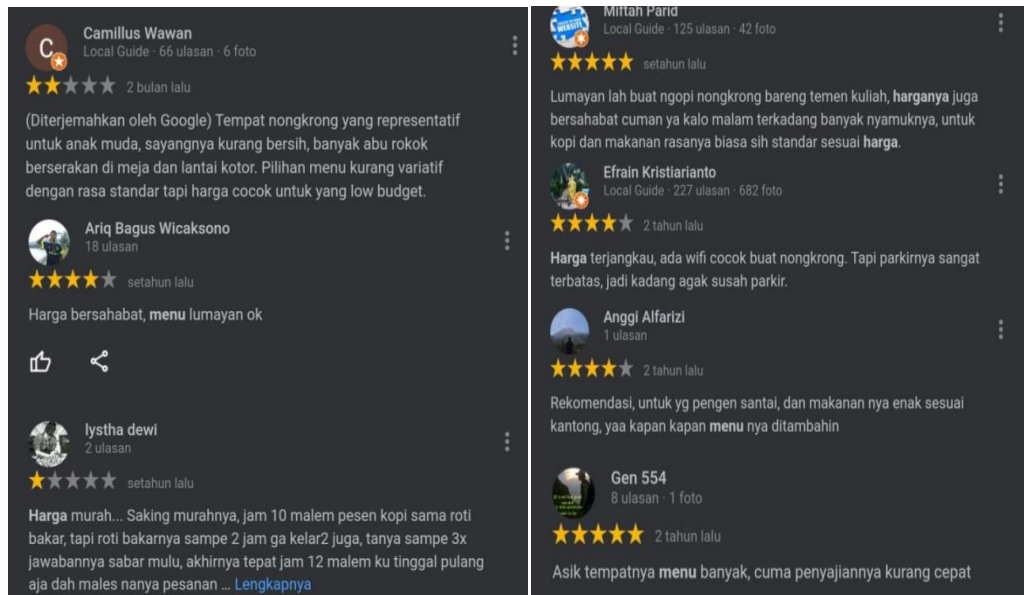 Camillus Wawan
Local Guide · 66 ulasan · 6 foto
2 bulan lalu
(Diterjemahkan oleh Google) Tempat nongkrong yang representatif
untuk anak muda, sayangnya kurang bersih, banyak abu rokok
berserakan di meja dan lantai kotor. Pilihan menu kurang variatif
dengan rasa standar tapi harga cocok untuk yang low budget.
Ariq Bagus Wicaksono
18 ulasan
setahun lalu
Harga bersahabat, menu lumayan ok
lystha dewi
2 ulasan
setahun lalu
Harga murah... Saking murahnya, jam 10 malem pesen kopi sama roti
bakar, tapi roti bakarnya sampe 2 jam ga kelar2 juga, tanya sampe 3x
jawabannya sabar mulu, akhirnya tepat jam 12 malem ku tinggal pulang
aja dah males nanya pesanan ... Lengkapnya
Miftah Parid
Local Guide · 125 ulasan · 42 foto
setahun lalu
Lumayan lah buat ngopi nongkrong bareng temen kuliah, harganya juga
bersahabat cuman ya kalo malam terkadang banyak nyamuknya, untuk
kopi dan makanan rasanya biasa sih standar sesuai harga.
Efrain Kristiarianto
Local Guide · 227 ulasan · 682 foto
2 tahun lalu
Harga terjangkau, ada wifi cocok buat nongkrong. Tapi parkirnya sangat
terbatas, jadi kadang agak susah parkir.
Anggi Alfarizi
1 ulasan
2 tahun lalu
Rekomendasi, untuk yg pengen santai, dan makanan nya enak sesuai
kantong, yaa kapan kapan menu nya ditambahin
Gen 554
8 ulasan · 1 foto
2 tahun lalu
Asik tempatnya menu banyak, cuma penyajiannya kurang cepat